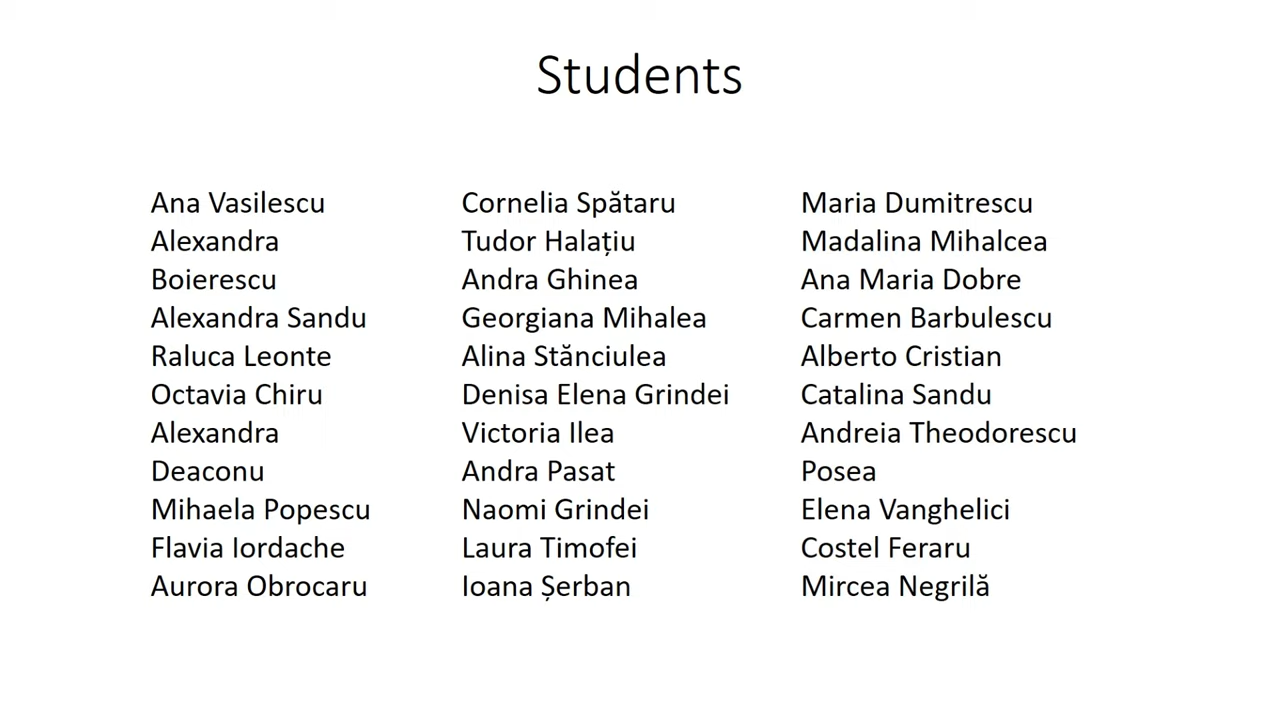 Students
Ana Vasilescu
Alexandra
Boierescu
Alexandra Sandu
Raluca Leonte
Octavia Chiru
Alexandra
Deaconu
Mihaela Popescu
Flavia Iordache
Aurora Obrocaru
Cornelia Spătaru
Tudor Halațiu
Andra Ghinea
Georgiana Mihalea
Alina Stănciulea
Denisa Elena Grindei
Victoria Ilea
Andra Pasat
Naomi Grindei
Laura Timofei
Ioana Șerban
Maria Dumitrescu
Madalina Mihalcea
Ana Maria Dobre
Carmen Barbulescu
Alberto Cristian
Catalina Sandu
Andreia Theodorescu
Posea
Elena Vanghelici
Costel Feraru
Mircea Negrilă